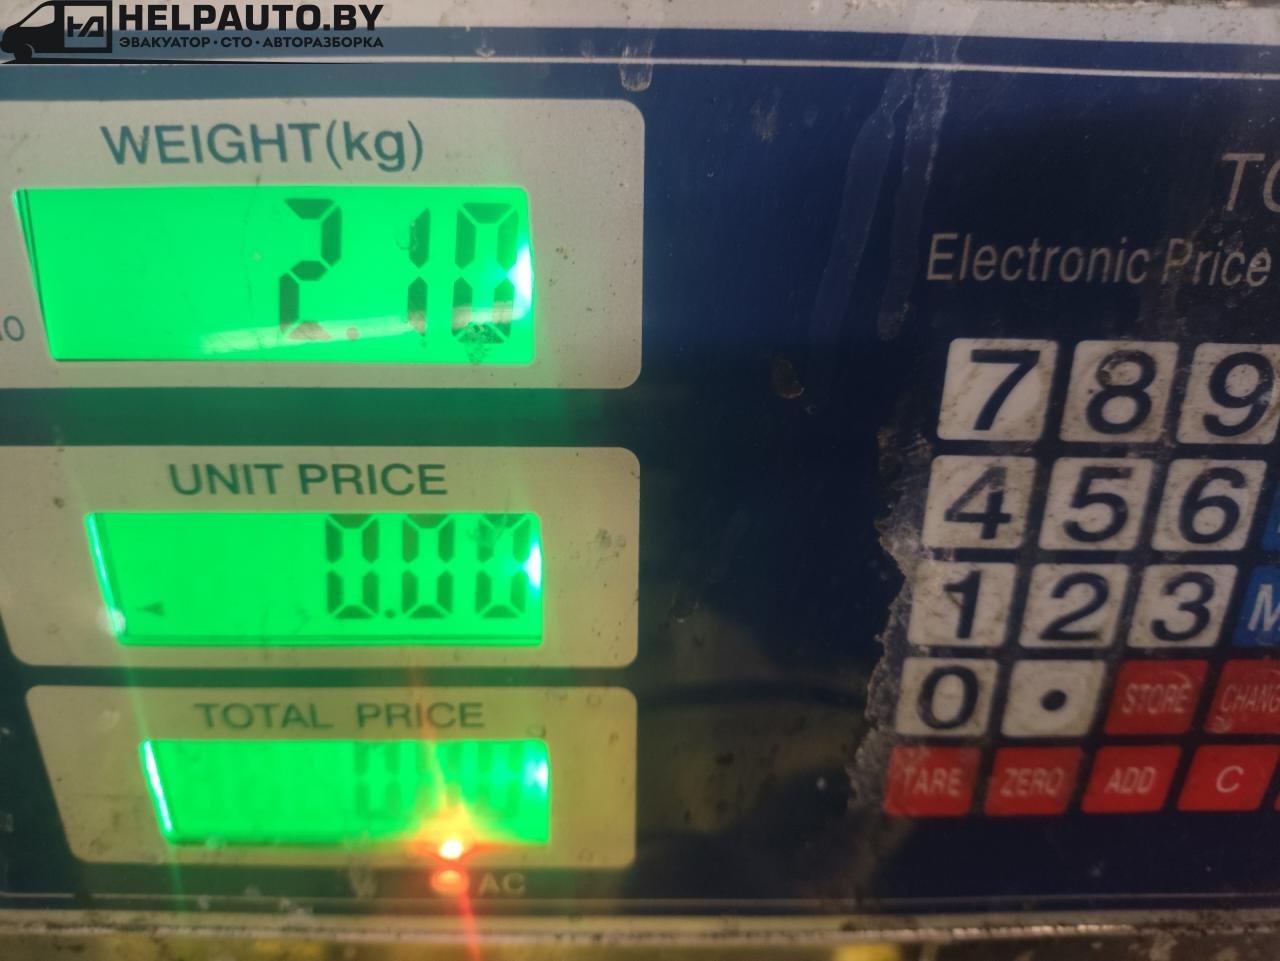 HELPAUTO.BY
ЭВАКУАТОР • СТО • АВТОРАЗБОРКА
WEIGHT(kg)
2.10
UNIT PRICE
0.00
TOTAL PRICE
AC
Electronic Price
7 8 9
4 5 6
1 2 3 M
0 . STORE CHANG
TARE ZERO ADD C